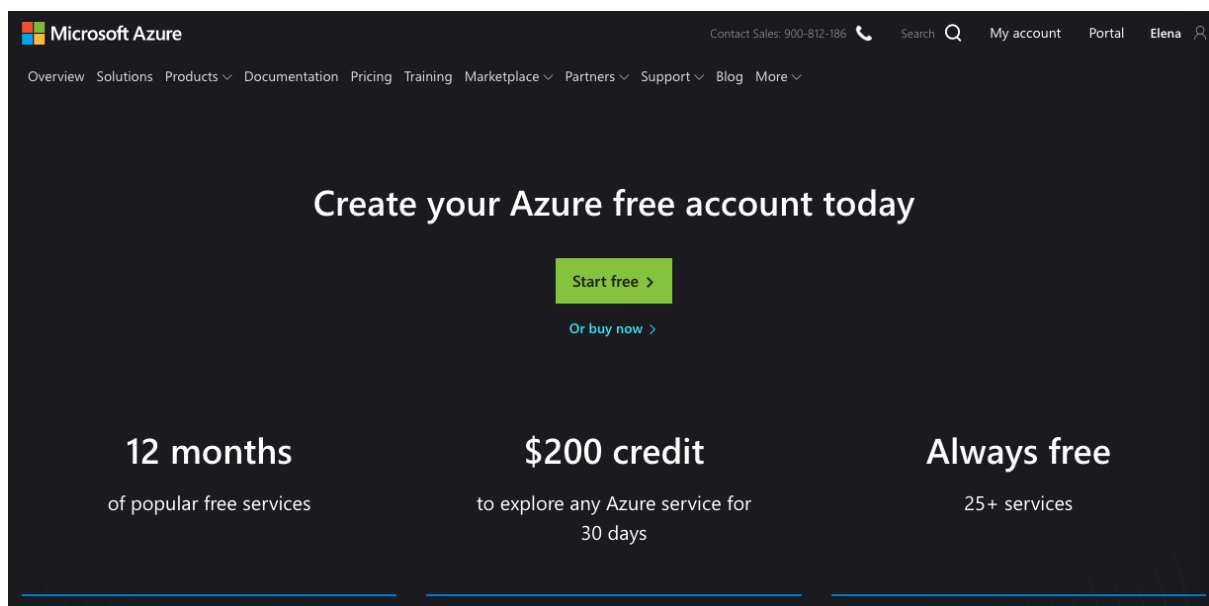 Microsoft Azure
Contact Sales: 900-812-186
Search
My account
Portal
Elena
Overview Solutions Products Documentation Pricing Training Marketplace Partners Support Blog More
Create your Azure free account today
Start free
Or buy now
12 months
of popular free services
$200 credit
to explore any Azure service for
30 days
Always free
25+ services